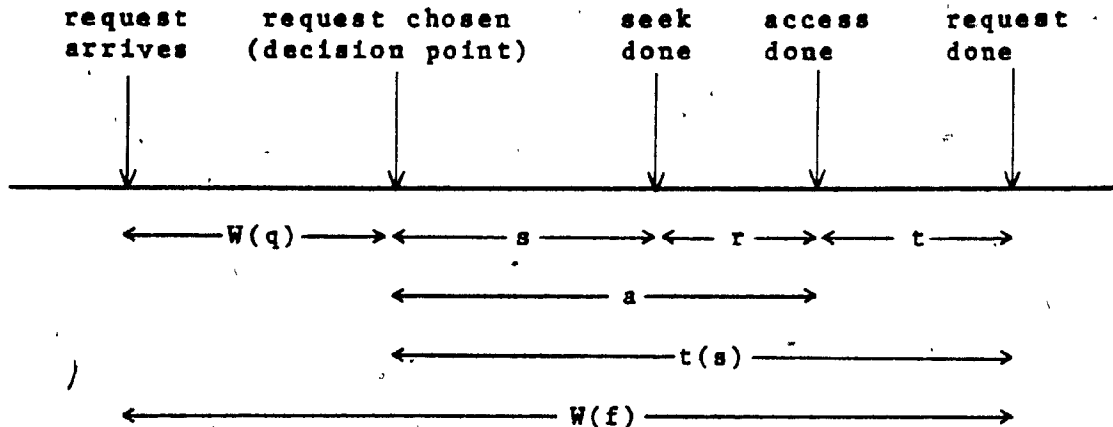 request request chosen seek access request
arrives (decision point) done done done
W(q) s r t
a
t(s)
W(f)